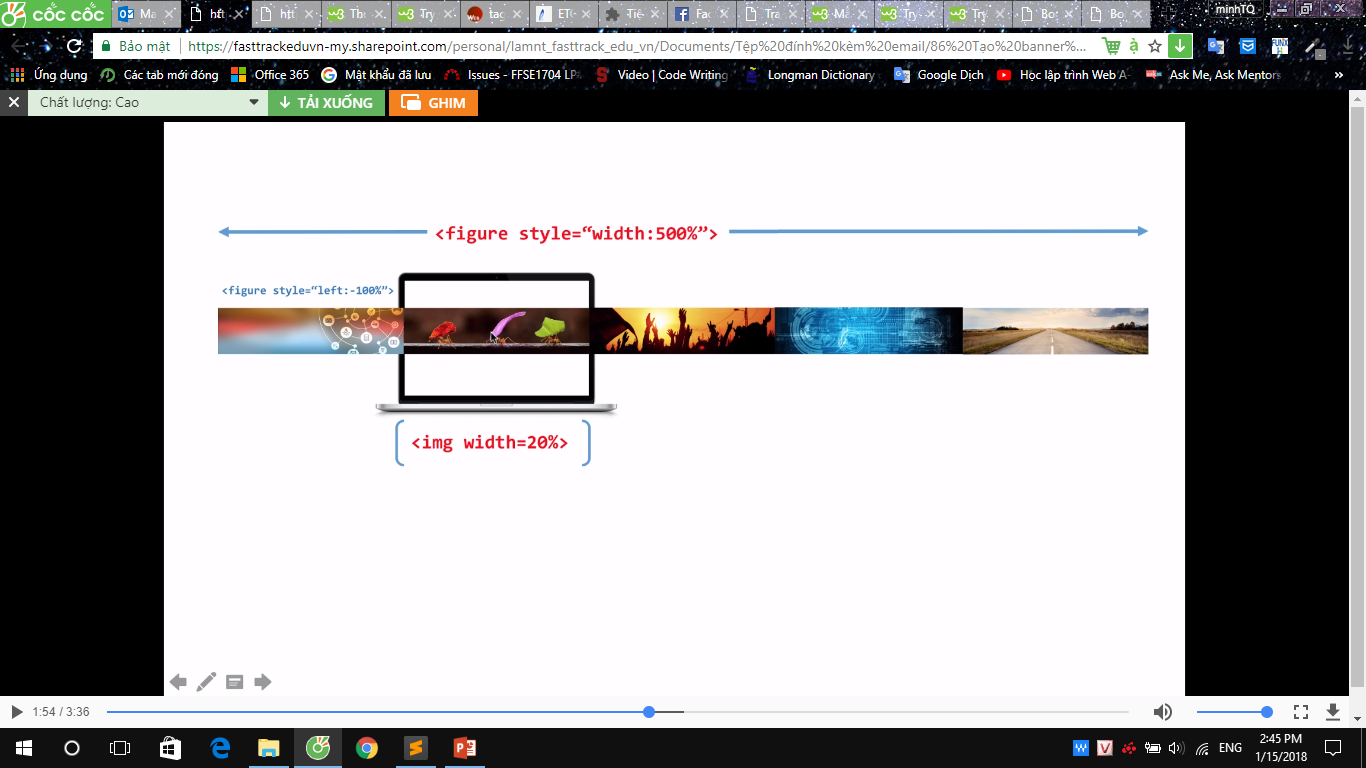 cốc cốc
Ma
htt
htt
Th
Try
tac
ET
Tiê
Fac
Tra
Mã
Try
Try
Bo
Bo
minhTQ
Bảo mật
https://fasttrackeduvn-my.sharepoint.com/personal/lamnt_fasttrack_edu_vn/Documents/Tệp%20đính%20kèm%20email/86%20Tạo%20banner%...
Ứng dụng
Các tab mới đóng
Office 365
Mật khẩu đã lưu
Issues - FFSE1704 LP
Video | Code Writing
Longman Dictionary
Google Dịch
Học lập trình Web A-
Ask Me, Ask Mentors
»
Chất lượng: Cao
TẢI XUỐNG
GHIM
<figure style=“width:500%”>
<figure style=“left:-100%”>
<img width=20%>
1:54 / 3:36
ENG
2:45 PM
1/15/2018